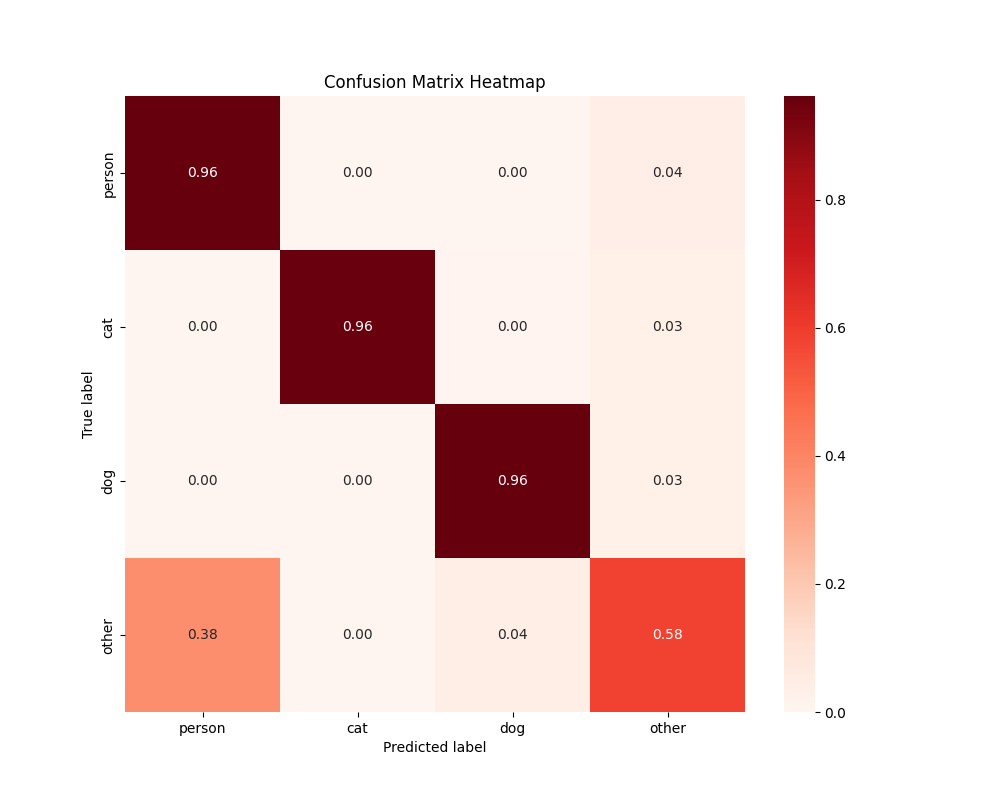 Confusion Matrix Heatmap
True label
person
0.96 0.00 0.00 0.04
cat
0.00 0.96 0.00 0.03
dog
0.00 0.00 0.96 0.03
other
0.38 0.00 0.04 0.58
person cat dog other
Predicted label
0.8
0.6
0.4
0.2
0.0